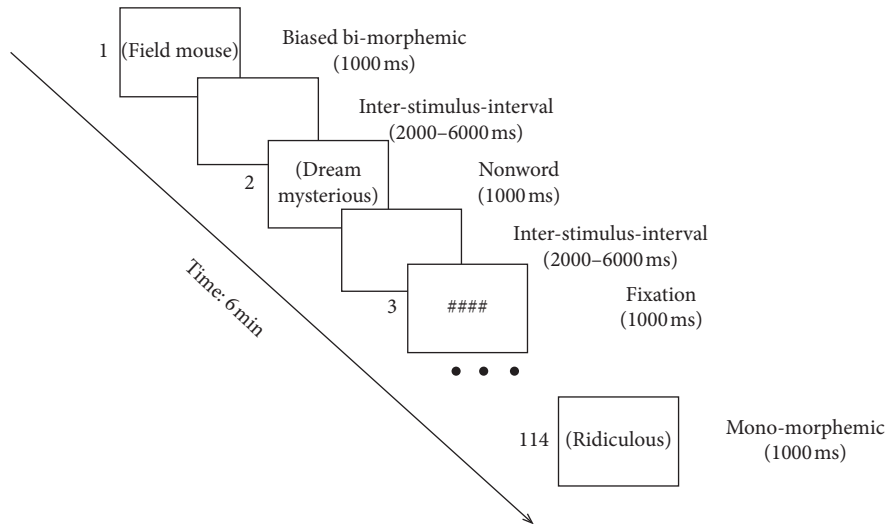 1
(Field mouse)
Biased bi-morphemic
(1000 ms)
Inter-stimulus-interval
(2000–6000 ms)
2
(Dream
mysterious)
Nonword
(1000 ms)
Inter-stimulus-interval
(2000–6000 ms)
3
####
Fixation
(1000 ms)
Time: 6 min
114
(Ridiculous)
Mono-morphemic
(1000 ms)